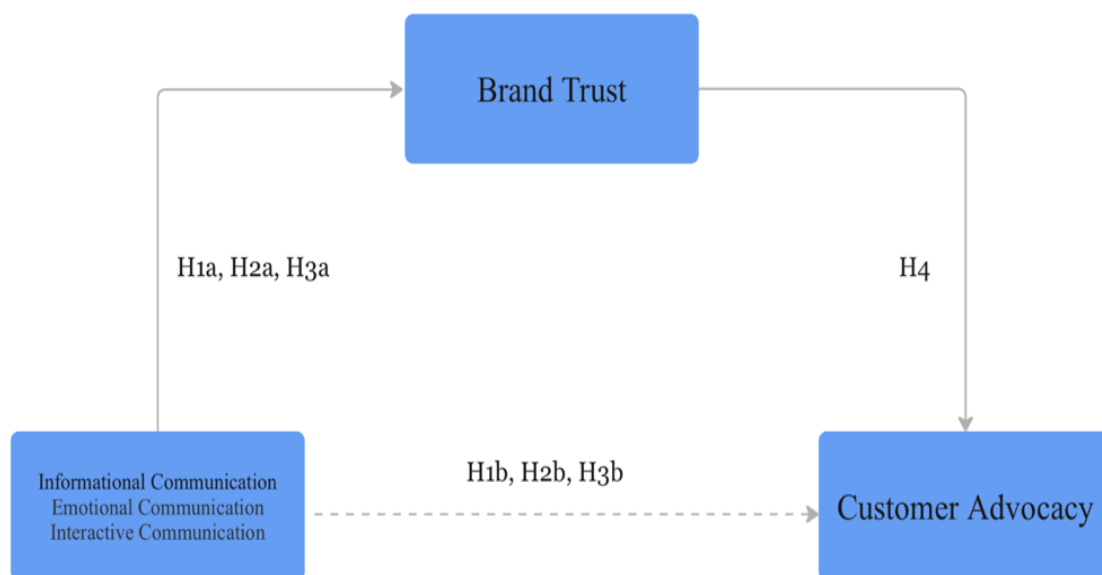 Brand Trust
H1a, H2a, H3a
H4
Informational Communication
Emotional Communication
Interactive Communication
H1b, H2b, H3b
Customer Advocacy